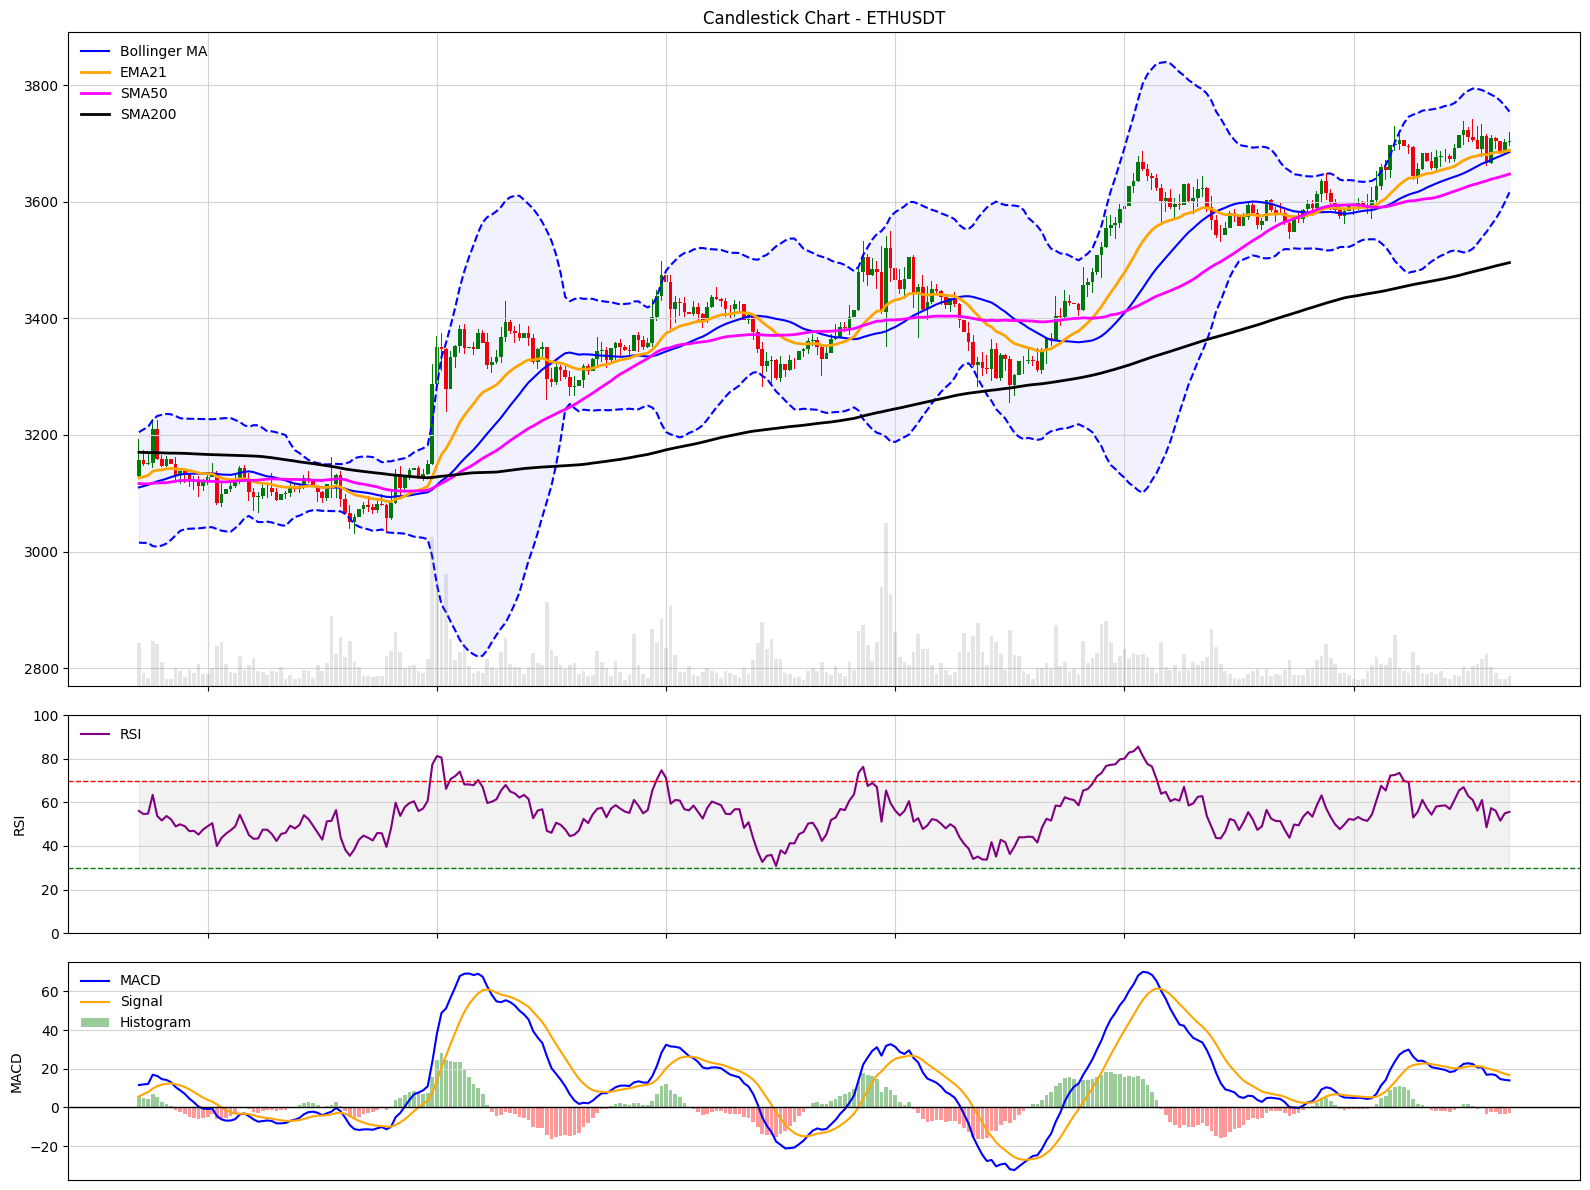 Candlestick Chart - ETHUSDT
Bollinger MA
EMA21
SMA50
SMA200
3800
3600
3400
3200
3000
2800
RSI
100
80
60
40
20
0
RSI
MACD
Signal
Histogram
60
40
20
0
−20
MACD